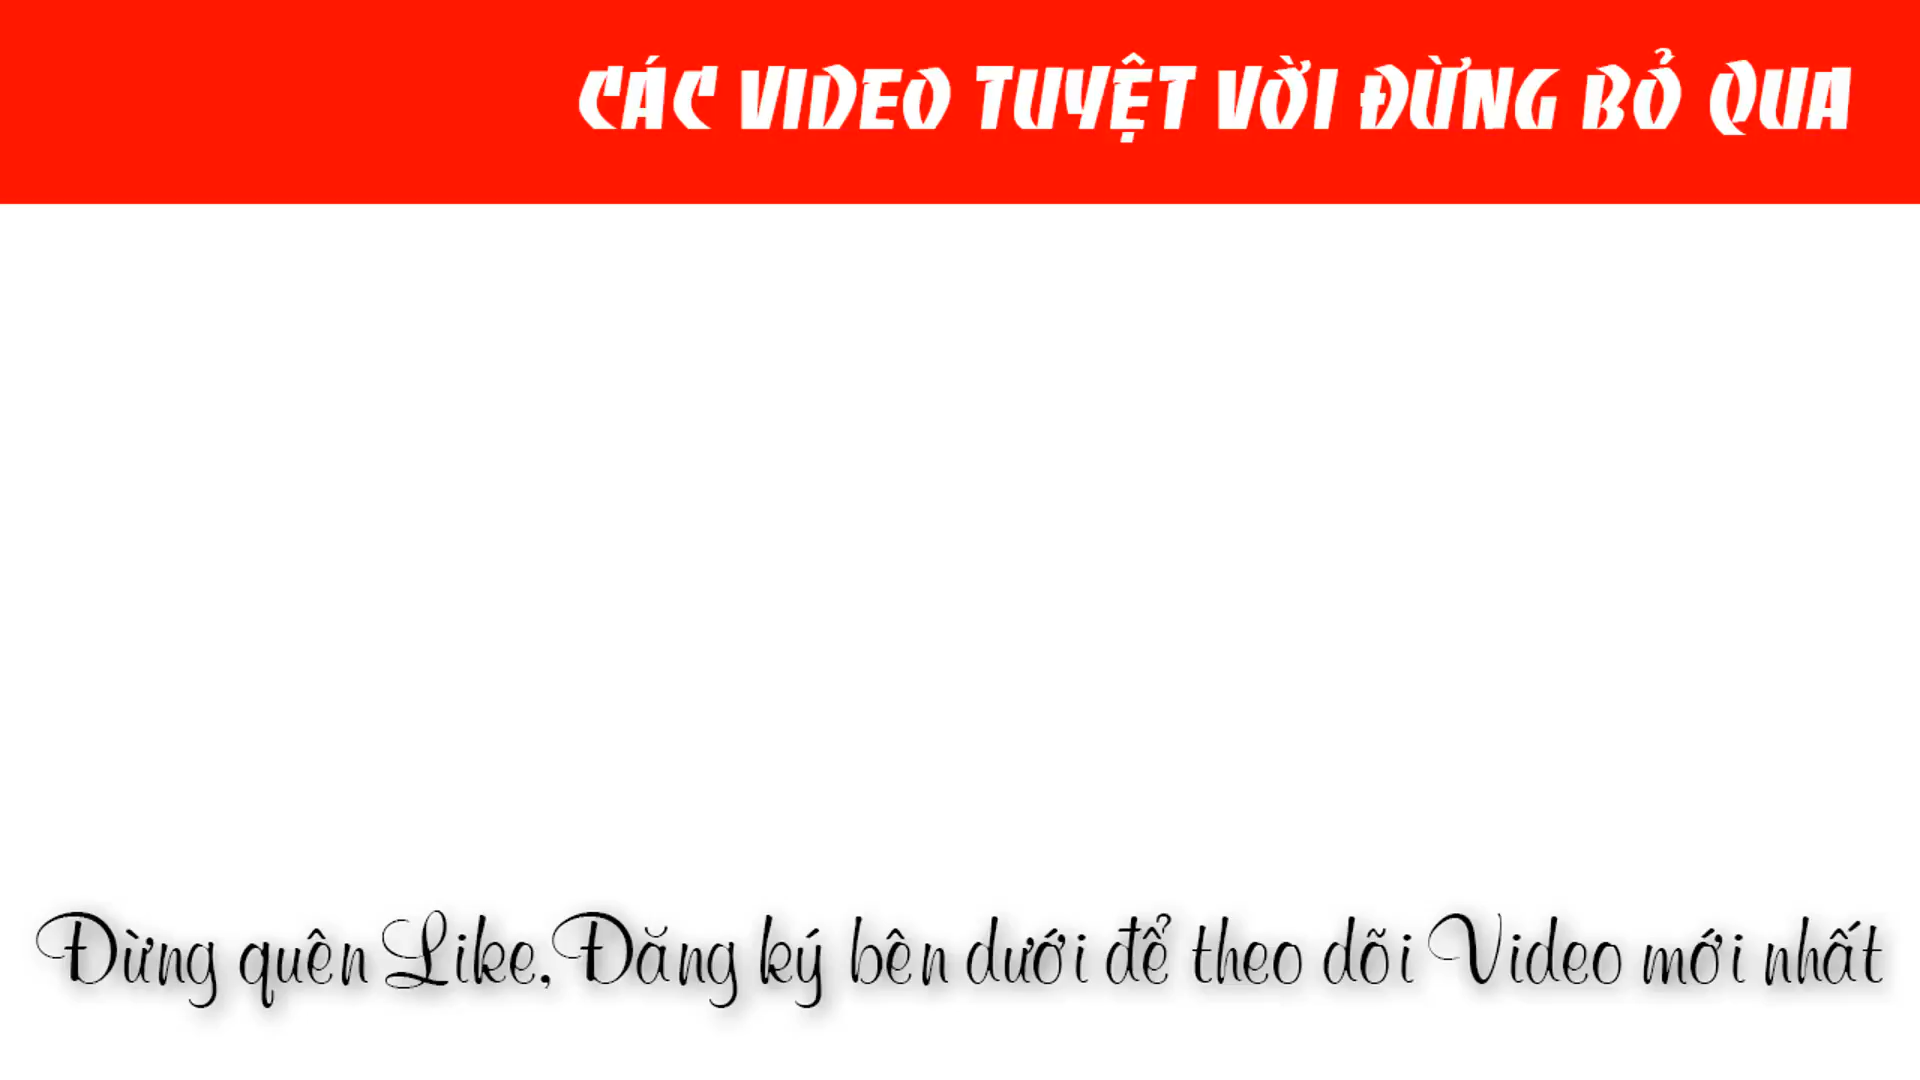 CÁC VIDEO TUYỆT VỜI ĐỪNG BỎ QUA
Đừng quên Like, Đăng ký bên dưới để theo dõi Video mới nhất